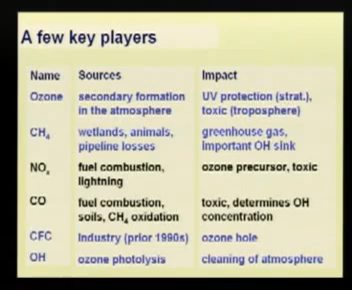 A few key players
Name Sources Impact
Ozone secondary formation UV protection (strat.),
in the atmosphere toxic (troposphere)
CH₄ wetlands, animals, greenhouse gas,
pipeline losses important OH sink
NOₓ fuel combustion, ozone precursor, toxic
lightning
CO fuel combustion, toxic, determines OH
soils, CH₄ oxidation concentration
CFC Industry (prior 1990s) ozone hole
OH ozone photolysis cleaning of atmosphere